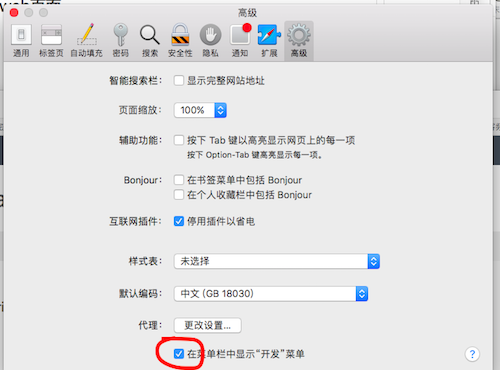 高级
通用 标签页 自动填充 密码 搜索 安全性 隐私 通知 扩展 高级
智能搜索栏: 显示完整网站地址
页面缩放: 100%
辅助功能: 按下 Tab 键以高亮显示网页上的每一项
按下 Option-Tab 键高亮显示每一项。
Bonjour: 在书签菜单中包括 Bonjour
在个人收藏栏中包括 Bonjour
互联网插件: 停用插件以省电
样式表: 未选择
默认编码: 中文 (GB 18030)
代理: 更改设置...
在菜单栏中显示“开发”菜单
?